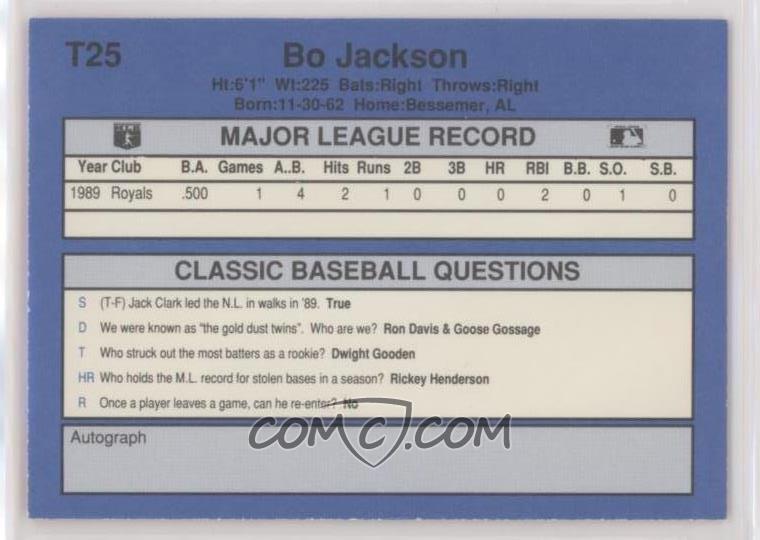 T25 Bo Jackson
Ht:6'1" Wt:225 Bats:Right Throws:Right
Born:11-30-62 Home:Bessemer, AL
MAJOR LEAGUE RECORD
Year Club B.A. Games A..B. Hits Runs 2B 3B HR RBI B.B. S.O. S.B.
1989 Royals .500 1 4 2 1 0 0 0 2 0 1 0
CLASSIC BASEBALL QUESTIONS
S (T-F) Jack Clark led the N.L. in walks in '89. True
D We were known as "the gold dust twins". Who are we? Ron Davis & Goose Gossage
T Who struck out the most batters as a rookie? Dwight Gooden
HR Who holds the M.L. record for stolen bases in a season? Rickey Henderson
R Once a player leaves a game, can he re-enter? No
Autograph
COMC.COM